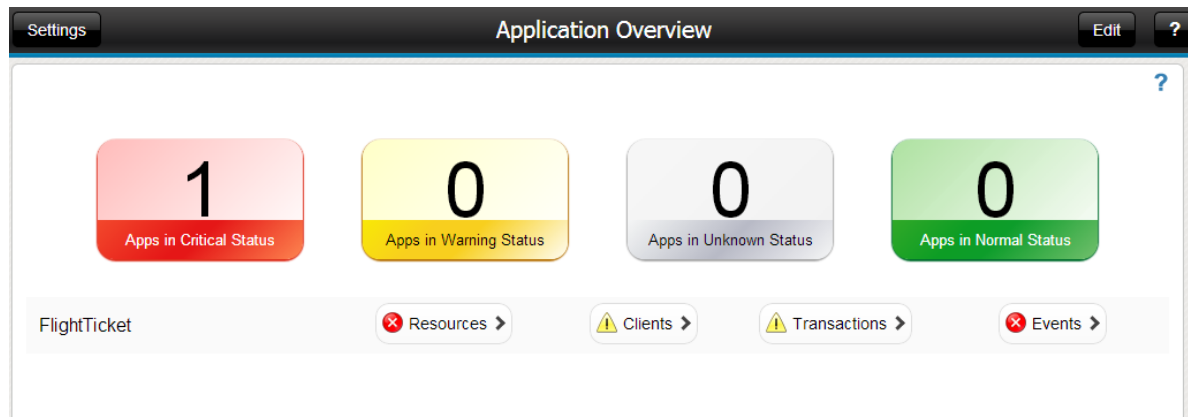 Settings
Application Overview
Edit
?
?
1
Apps in Critical Status
0
Apps in Warning Status
0
Apps in Unknown Status
0
Apps in Normal Status
FlightTicket
Resources
Clients
Transactions
Events